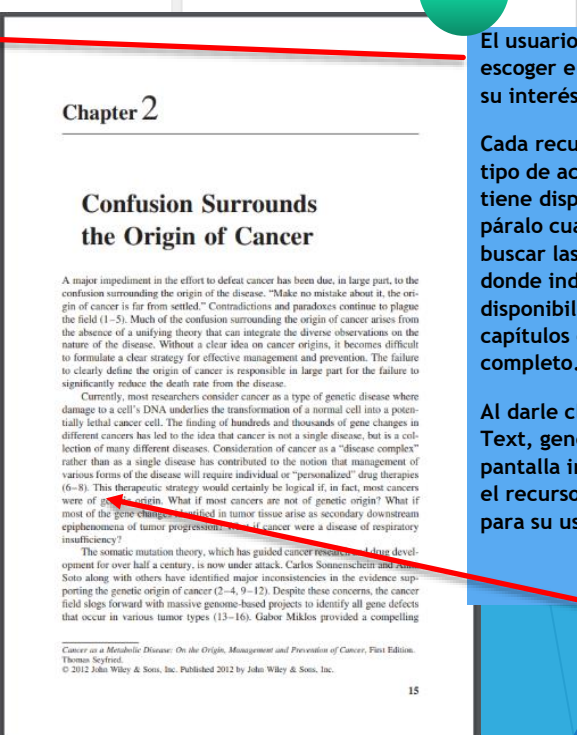 Chapter 2
Confusion Surrounds
the Origin of Cancer
A major impediment in the effort to defeat cancer has been due, in large part, to the
confusion surrounding the origin of the disease. “Make no mistake about it, the ori-
gin of cancer is far from settled.” Contradictions and paradoxes continue to plague
the field (1–5). Much of the confusion surrounding the origin of cancer arises from
the absence of a unifying theory that can integrate the diverse observations on the
nature of the disease. Without a clear idea on cancer origins, it becomes difficult
to formulate a clear strategy for effective management and prevention. The failure
to clearly define the origin of cancer is responsible in large part for the failure to
significantly reduce the death rate from the disease.
Currently, most researchers consider cancer as a type of genetic disease where
damage to a cell’s DNA underlies the transformation of a normal cell into a poten-
tially lethal cancer cell. The finding of hundreds and thousands of gene changes in
different cancers has led to the idea that cancer is not a single disease, but is a col-
lection of many different diseases. Consideration of cancer as a “disease complex”
rather than as a single disease has contributed to the notion that management of
various forms of the disease will require individual or “personalized” drug therapies
(6–8). This therapeutic strategy would certainly be logical if, in fact, most cancers
were of origin. What if most cancers are not of genetic origin? What if
most of the gene changes identified in tumor tissue arise as secondary downstream
epiphenomena of tumor progression? What if cancer were a disease of respiratory
insufficiency?
The somatic mutation theory, which has guided cancer research and drug devel-
opment for over half a century, is now under attack. Carlos Sonnenschein and
Soto along with others have identified major inconsistencies in the evidence sup-
porting the genetic origin of cancer (2–4, 9–12). Despite these concerns, the cancer
field slogs forward with massive genome-based projects to identify all gene defects
that occur in various tumor types (13–16). Gabor Miklos provided a compelling
Cancer as a Metabolic Disease: On the Origin, Management and Prevention of Cancer, First Edition.
Thomas Seyfried.
© 2012 John Wiley & Sons, Inc. Published 2012 by John Wiley & Sons, Inc.
15
El usuario
escoger e
su interés
Cada recu
tipo de ac
tiene disp
páralo cua
buscar las
donde ind
disponibil
capítulos
completo.
Al darle c
Text, gene
pantalla i
el recurso
para su us